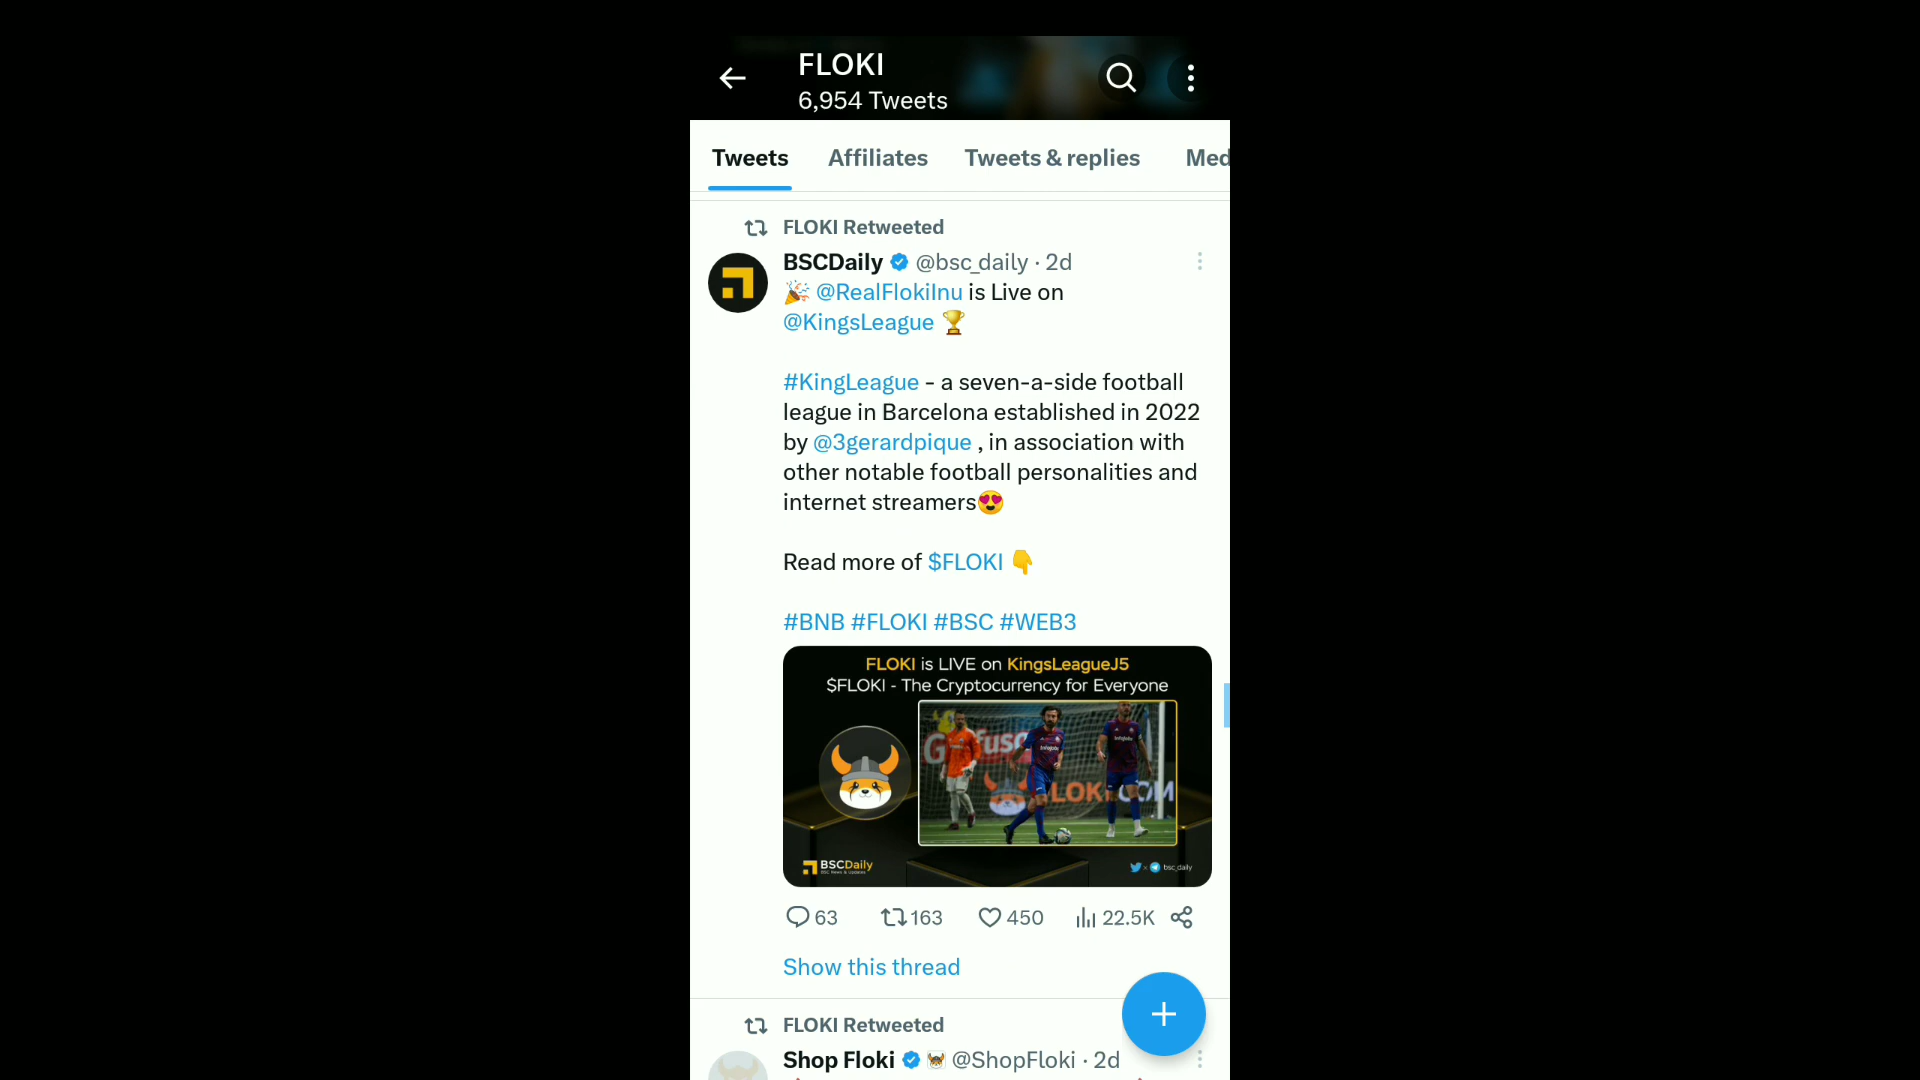 FLOKI
6,954 Tweets
Tweets Affiliates Tweets & replies Med
FLOKI Retweeted
BSCDaily @bsc_daily · 2d
🎉 @RealFlokiInu is Live on
@KingsLeague 🏆
#KingLeague - a seven-a-side football
league in Barcelona established in 2022
by @3gerardpique , in association with
other notable football personalities and
internet streamers😍
Read more of $FLOKI 👇
#BNB #FLOKI #BSC #WEB3
FLOKI is LIVE on KingsLeagueJ5
$FLOKI - The Cryptocurrency for Everyone
BSCDaily
BSC News & Updates
bsc_daily
63 163 450 22.5K
Show this thread
FLOKI Retweeted
Shop Floki @ShopFloki · 2d